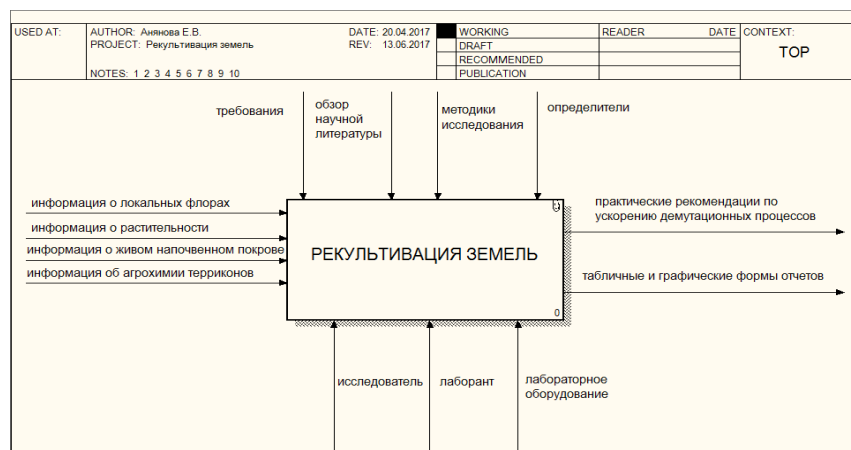 USED AT:
AUTHOR: Анянова Е.В.
DATE: 20.04.2017
WORKING
READER
DATE
CONTEXT:
PROJECT: Рекультивация земель
REV: 13.06.2017
DRAFT
TOP
RECOMMENDED
NOTES: 1 2 3 4 5 6 7 8 9 10
PUBLICATION
требования
обзор
научной
литературы
методики
исследования
определители
информация о локальных флорах
информация о растительности
информация о живом напочвенном покрове
информация об агрохимии терриконов
РЕКУЛЬТИВАЦИЯ ЗЕМЕЛЬ
0
практические рекомендации по
ускорению демутационных процессов
табличные и графические формы отчетов
исследователь
лаборант
лабораторное
оборудование